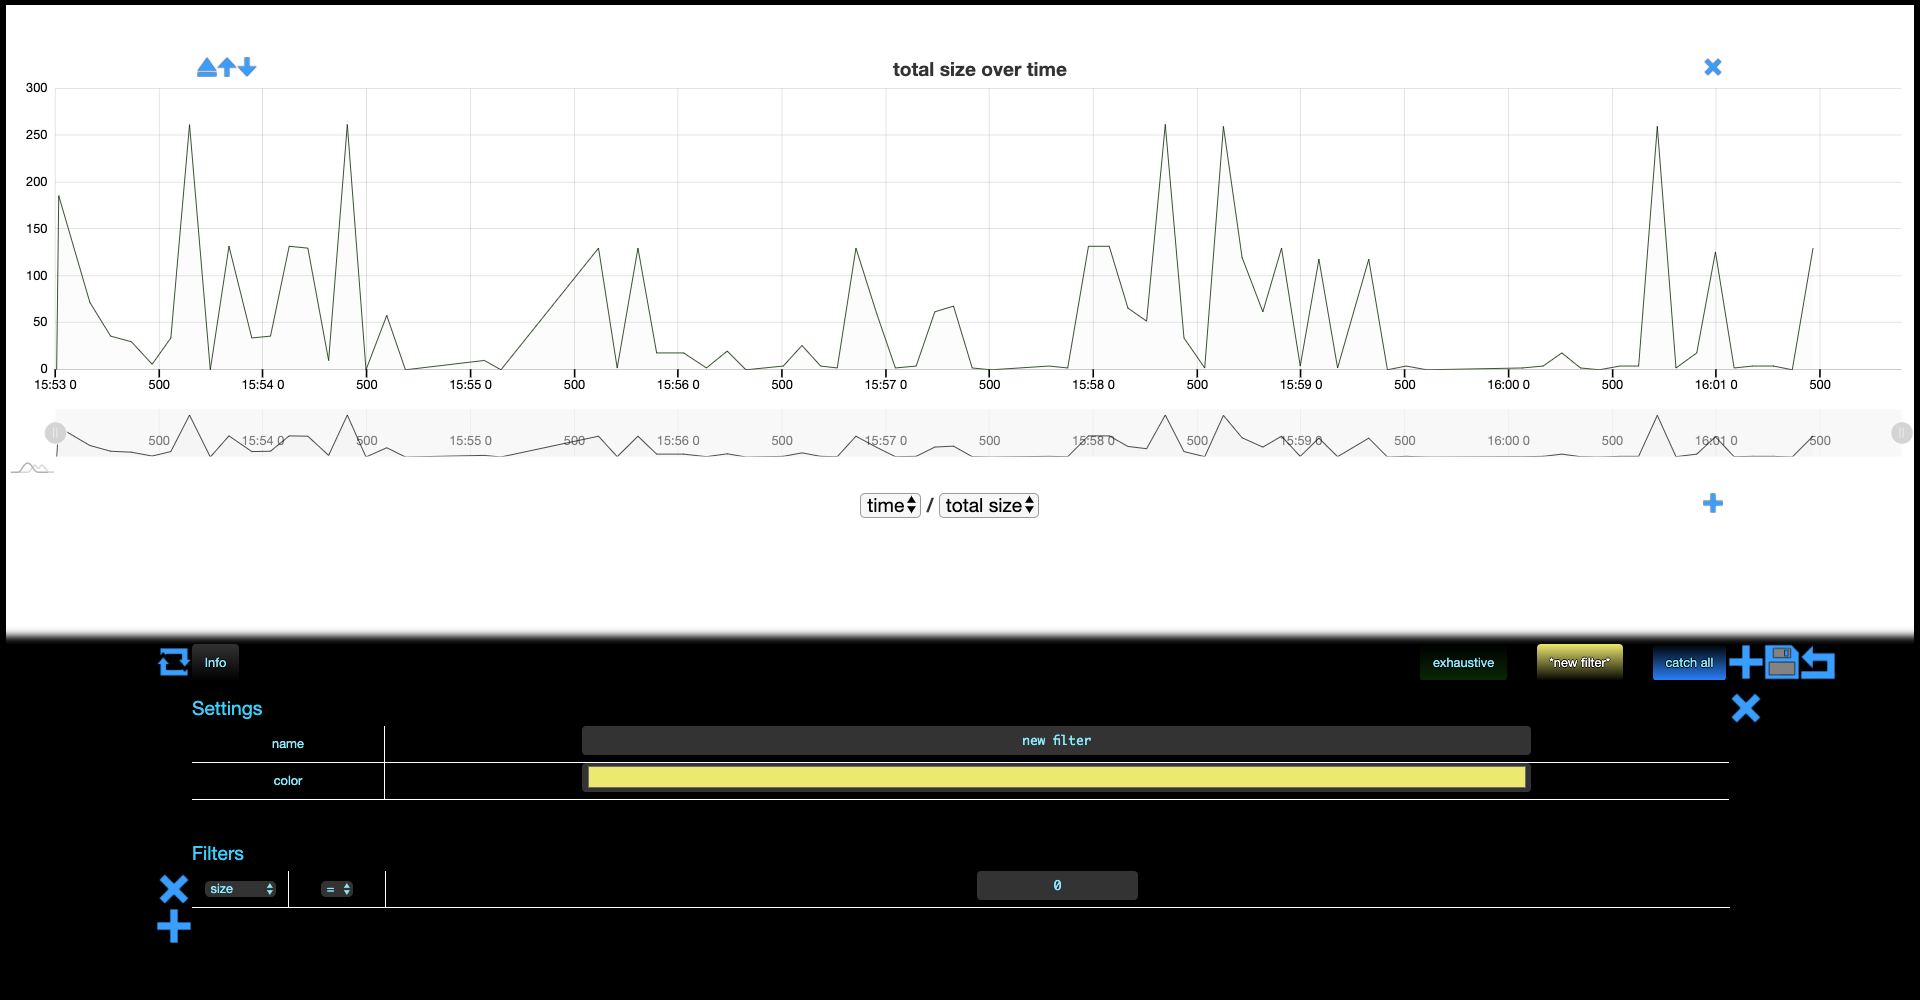 total size over time
300
250
200
150
100
50
0
15:53 0 500 15:54 0 500 15:55 0 500 15:56 0 500 15:57 0 500 15:58 0 500 15:59 0 500 16:00 0 500 16:01 0 500
500 15:54 0 500 15:55 0 500 15:56 0 500 15:57 0 500 15:58 0 500 15:59 0 500 16:00 0 500 16:01 0 500
time / total size
Info exhaustive *new filter* catch all
Settings
name new filter
color
Filters
size = 0